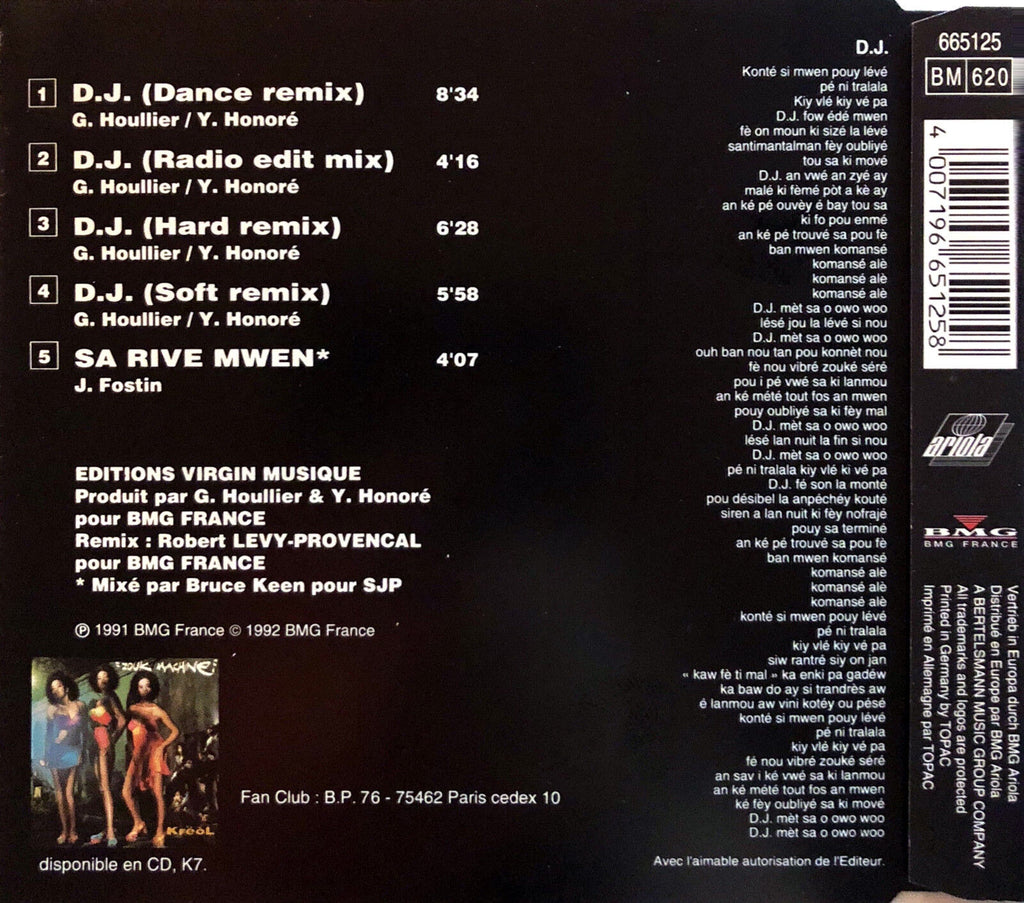 1 D.J. (Dance remix) 8'34
G. Houllier / Y. Honoré
2 D.J. (Radio edit mix) 4'16
G. Houllier / Y. Honoré
3 D.J. (Hard remix) 6'28
G. Houllier / Y. Honoré
4 D.J. (Soft remix) 5'58
G. Houllier / Y. Honoré
5 SA RIVE MWEN* 4'07
J. Fostin
EDITIONS VIRGIN MUSIQUE
Produit par G. Houllier & Y. Honoré
pour BMG FRANCE
Remix : Robert LEVY-PROVENCAL
pour BMG FRANCE
* Mixé par Bruce Keen pour SJP
℗ 1991 BMG France © 1992 BMG France
ZOUK MACHINE
KRéOL
disponible en CD, K7.
Fan Club : B.P. 76 - 75462 Paris cedex 10
D.J.
Konté si mwen pouy lévé
pé ni tralala
Kiy vlé kiy vé pa
D.J. fow édé mwen
fè on moun ki sizé la lévé
santimantalman fèy oubliyé
tou sa ki mové
D.J. an vwé an zyé ay
malé ki fèmé pòt a kè ay
an ké pé ouvèy é bay tou sa
ki fo pou enmé
an ké pé trouvé sa pou fè
ban mwen komansé
komansé alè
komansé alè
komansé alè
D.J. mèt sa o owo woo
lésé jou la lévé si nou
D.J. mèt sa o owo woo
ouh ban nou tan pou konnèt nou
fè nou vibré zouké séré
pou i pé vwé sa ki lanmou
an ké mété tout fos an mwen
pouy oubliyé sa ki fèy mal
D.J. mèt sa o owo woo
lésé lan nuit la fin si nou
D.J. mèt sa o owo woo
pé ni tralala kiy vlé ki vé pa
D.J. fé son la monté
pou désibel la anpéchéy kouté
siren a lan nuit ki fèy nofrajé
pouy sa terminé
an ké pé trouvé sa pou fè
ban mwen komansé
komansé alè
komansé alè
komansé alè
konté si mwen pouy lévé
pé ni tralala
kiy vlé kiy vé pa
siw rantré siy on jan
« kaw fè ti mal » ka enki pa gadéw
ka baw do ay si trandrès aw
é lanmou aw vini kotéy ou pésé
konté si mwen pouy lévé
pé ni tralala
kiy vlé kiy vé pa
fé nou vibré zouké séré
an sav i ké vwé sa ki lanmou
an ké mété tout fos an mwen
ké fèy oubliyé sa ki mové
D.J. mèt sa o owo woo
D.J. mèt sa o owo woo
Avec l'aimable autorisation de l'Editeur.
665125
BM 620
4 007196 651258
ariola
BMG
BMG FRANCE
Vertrieb in Europa durch BMG Ariola
Distribué en Europe par BMG Ariola
A BERTELSMANN MUSIC GROUP COMPANY
All trademarks and logos are protected
Printed in Germany by TOPAC
Imprimé en Allemagne par TOPAC